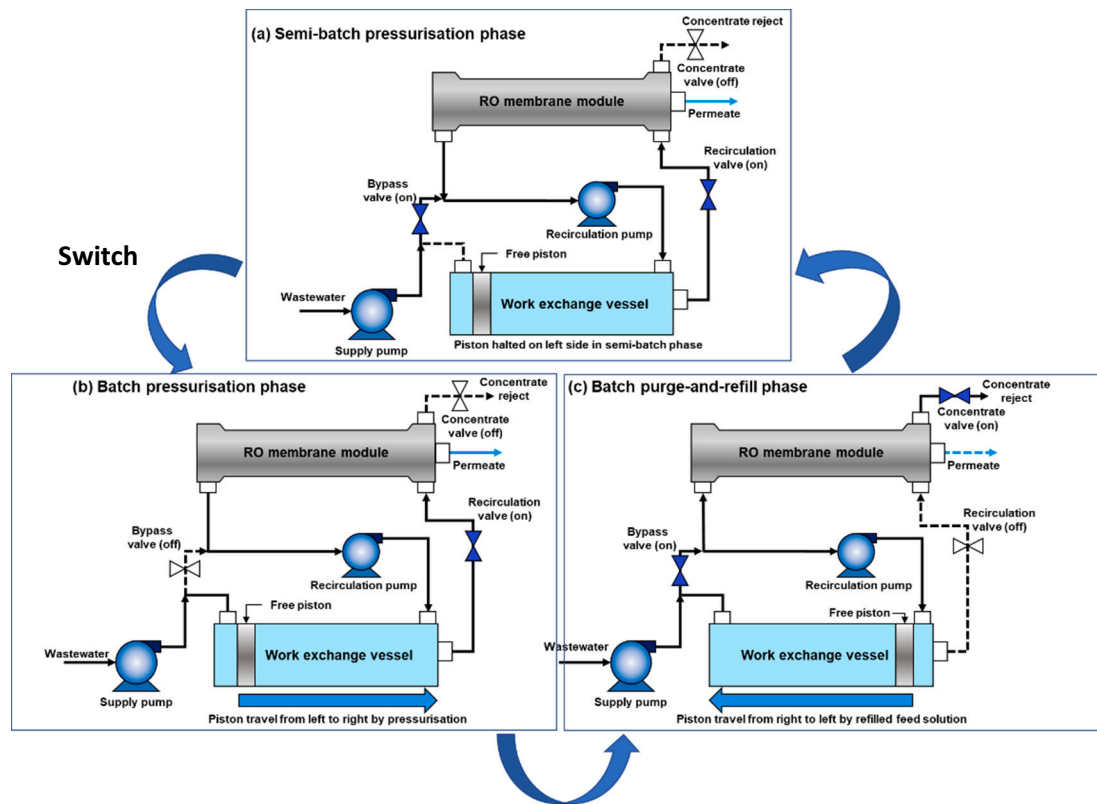 (a) Semi-batch pressurisation phase
Concentrate reject
Concentrate
valve (off)
RO membrane module
Permeate
Recirculation
valve (on)
Bypass
valve (on)
Recirculation pump
Free piston
Wastewater
Work exchange vessel
Supply pump
Piston halted on left side in semi-batch phase
Switch
(b) Batch pressurisation phase
Concentrate
reject
Concentrate
valve (off)
RO membrane module
Permeate
Recirculation
valve (on)
Bypass
valve (off)
Recirculation pump
Free piston
Wastewater
Work exchange vessel
Supply pump
Piston travel from left to right by pressurisation
(c) Batch purge-and-refill phase
Concentrate
reject
Concentrate
valve (on)
RO membrane module
Permeate
Recirculation
valve (off)
Bypass
valve (on)
Recirculation pump
Free piston
Wastewater
Work exchange vessel
Supply pump
Piston travel from right to left by refilled feed solution